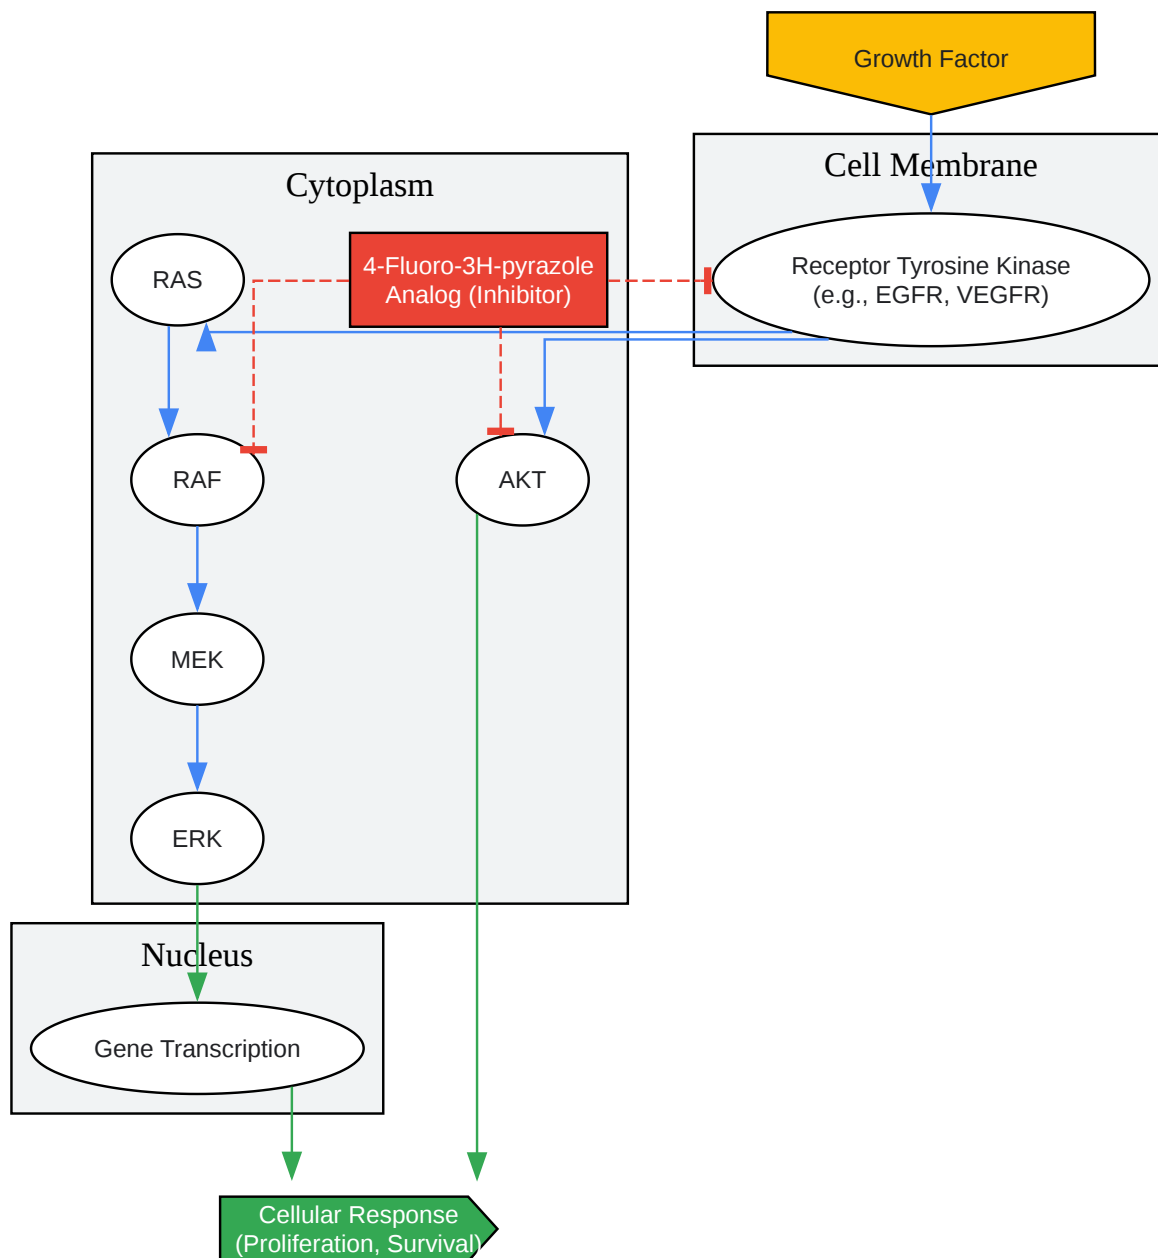 Growth Factor
Cell Membrane
Cytoplasm
RAS
4-Fluoro-3H-pyrazole
Analog (Inhibitor)
Receptor Tyrosine Kinase
(e.g., EGFR, VEGFR)
RAF
AKT
MEK
ERK
Nucleus
Gene Transcription
Cellular Response
(Proliferation, Survival)